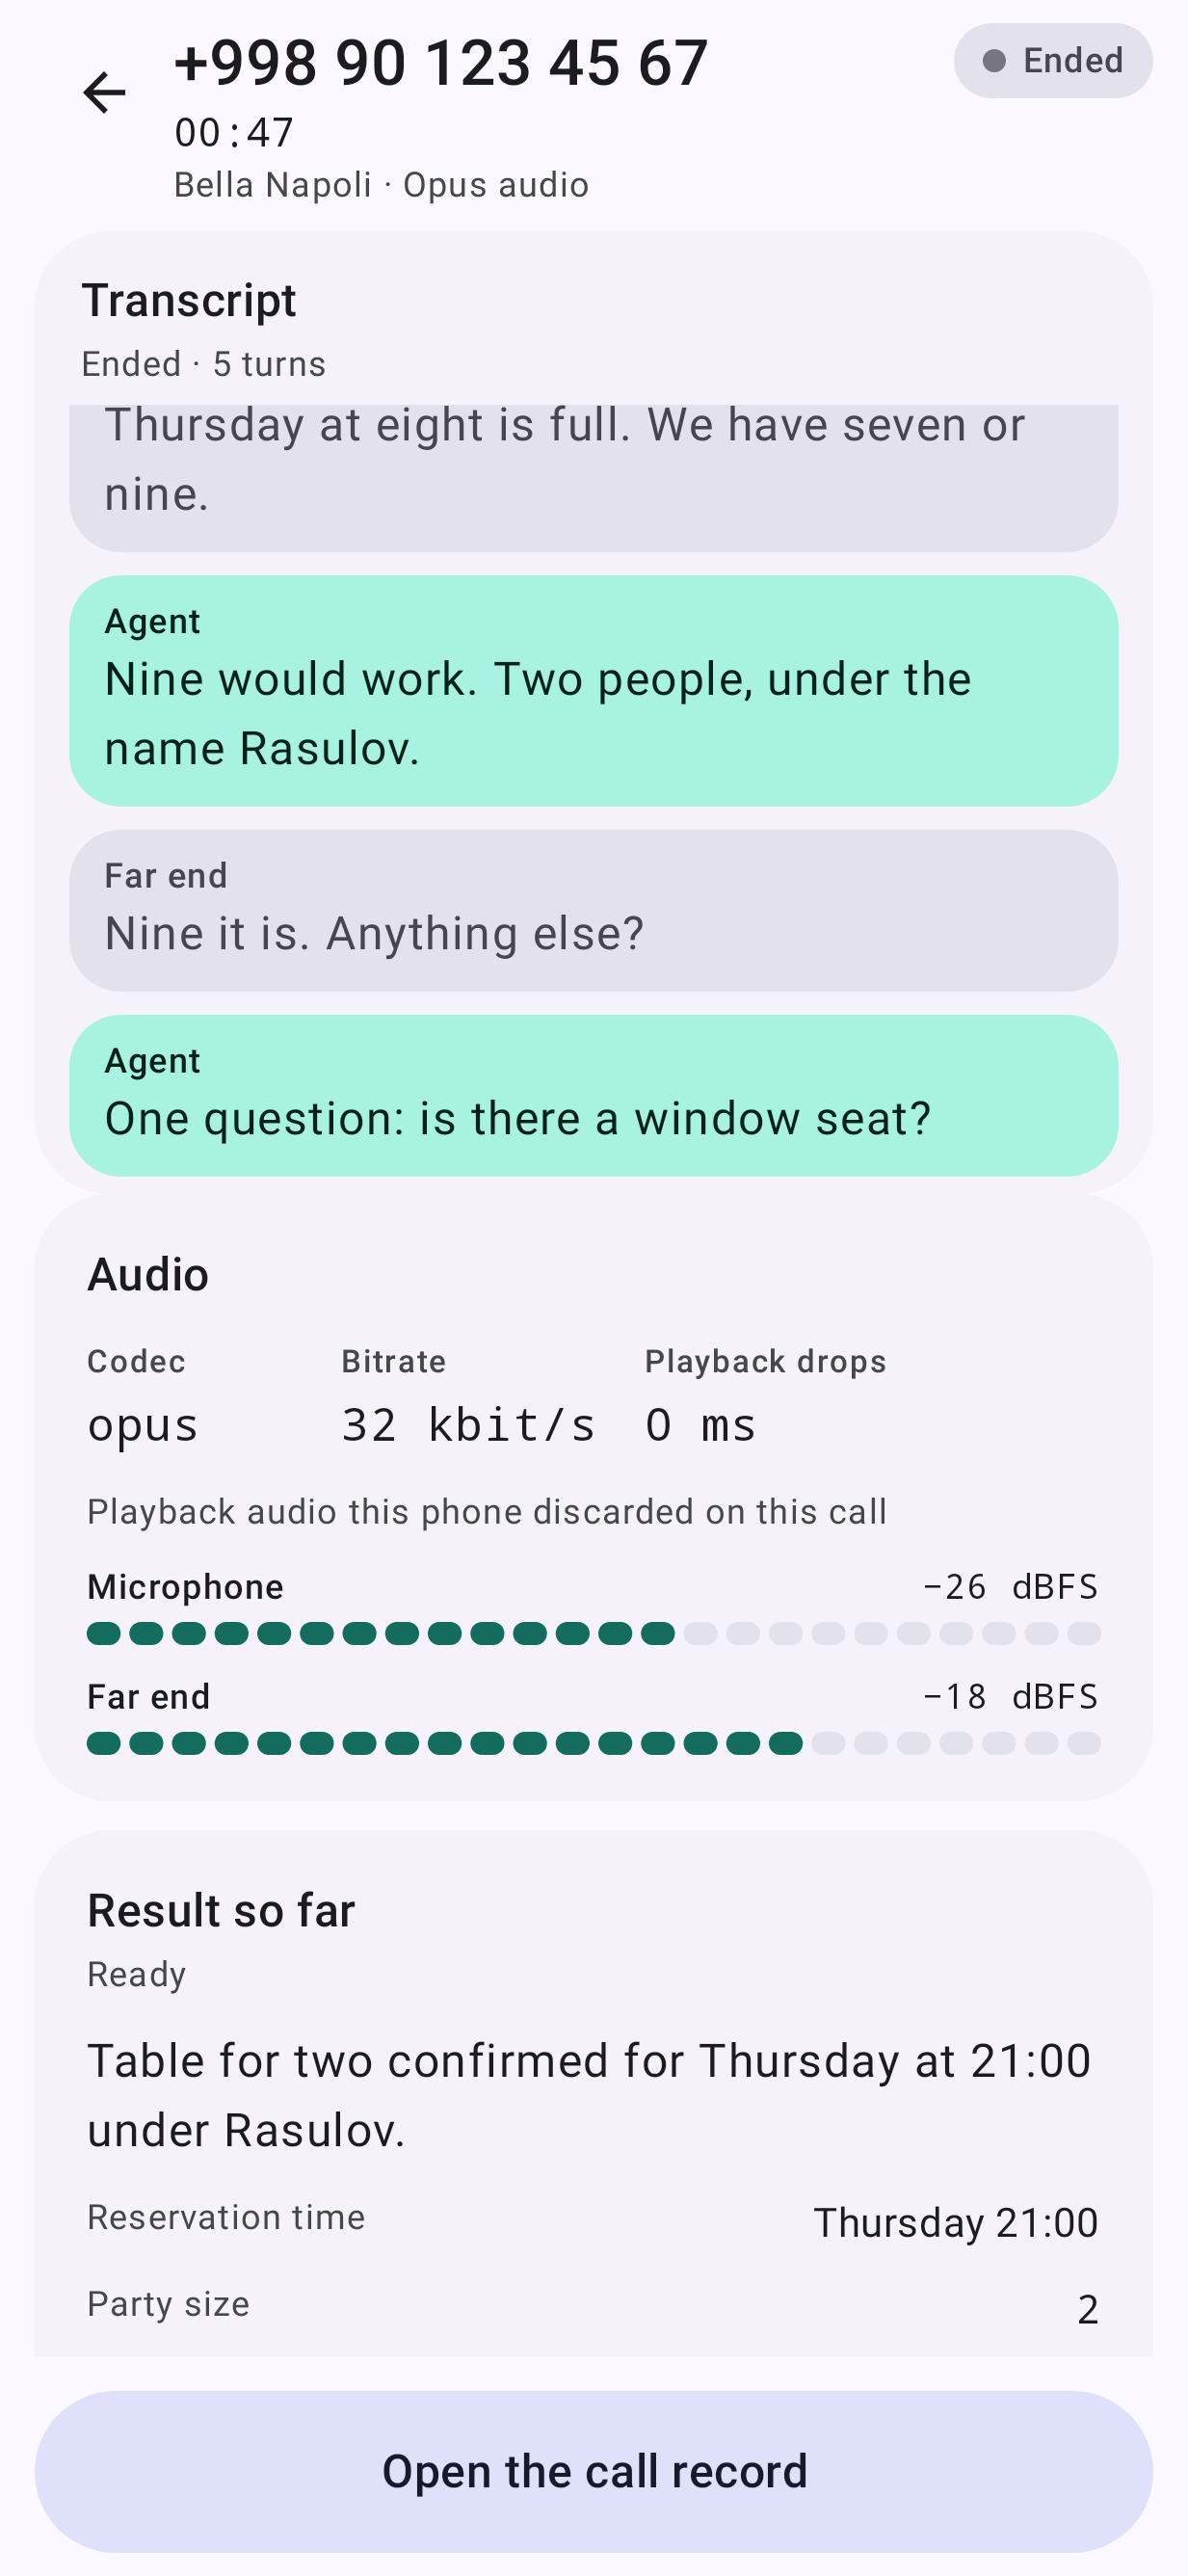 +998 90 123 45 67
Ended
00:47
Bella Napoli · Opus audio
Transcript
Ended · 5 turns
Thursday at eight is full. We have seven or
nine.
Agent
Nine would work. Two people, under the
name Rasulov.
Far end
Nine it is. Anything else?
Agent
One question: is there a window seat?
Audio
Codec
Bitrate
Playback drops
opus
32 kbit/s
0 ms
Playback audio this phone discarded on this call
Microphone
−26 dBFS
Far end
−18 dBFS
Result so far
Ready
Table for two confirmed for Thursday at 21:00
under Rasulov.
Reservation time
Thursday 21:00
Party size
2
Open the call record